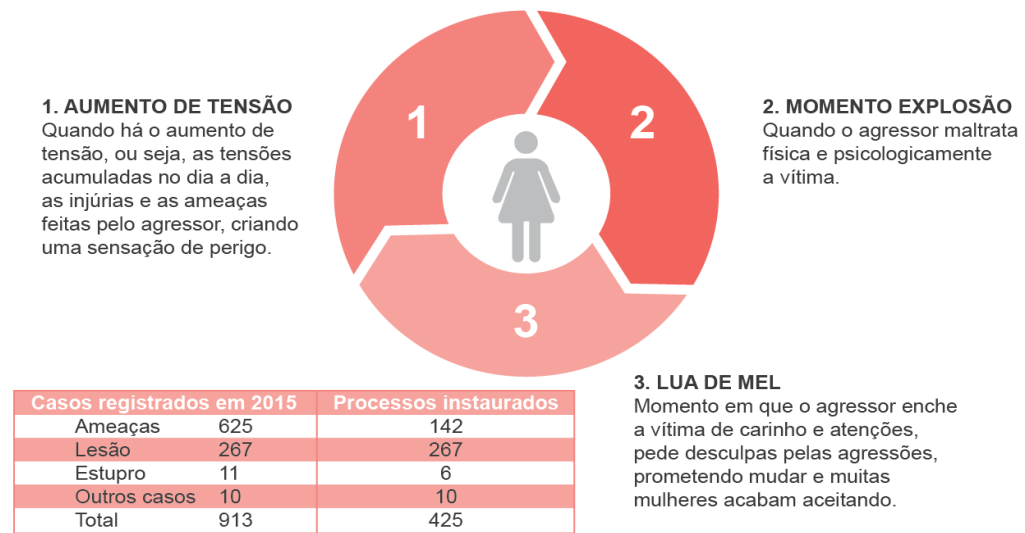 1. AUMENTO DE TENSÃO
Quando há o aumento de
tensão, ou seja, as tensões
acumuladas no dia a dia,
as injúrias e as ameaças
feitas pelo agressor, criando
uma sensação de perigo.
1
2
3
2. MOMENTO EXPLOSÃO
Quando o agressor maltrata
física e psicologicamente
a vítima.
3. LUA DE MEL
Momento em que o agressor enche
a vítima de carinho e atenções,
pede desculpas pelas agressões,
prometendo mudar e muitas
mulheres acabam aceitando.
Casos registrados em 2015 Processos instaurados
Ameaças 625 142
Lesão 267 267
Estupro 11 6
Outros casos 10 10
Total 913 425